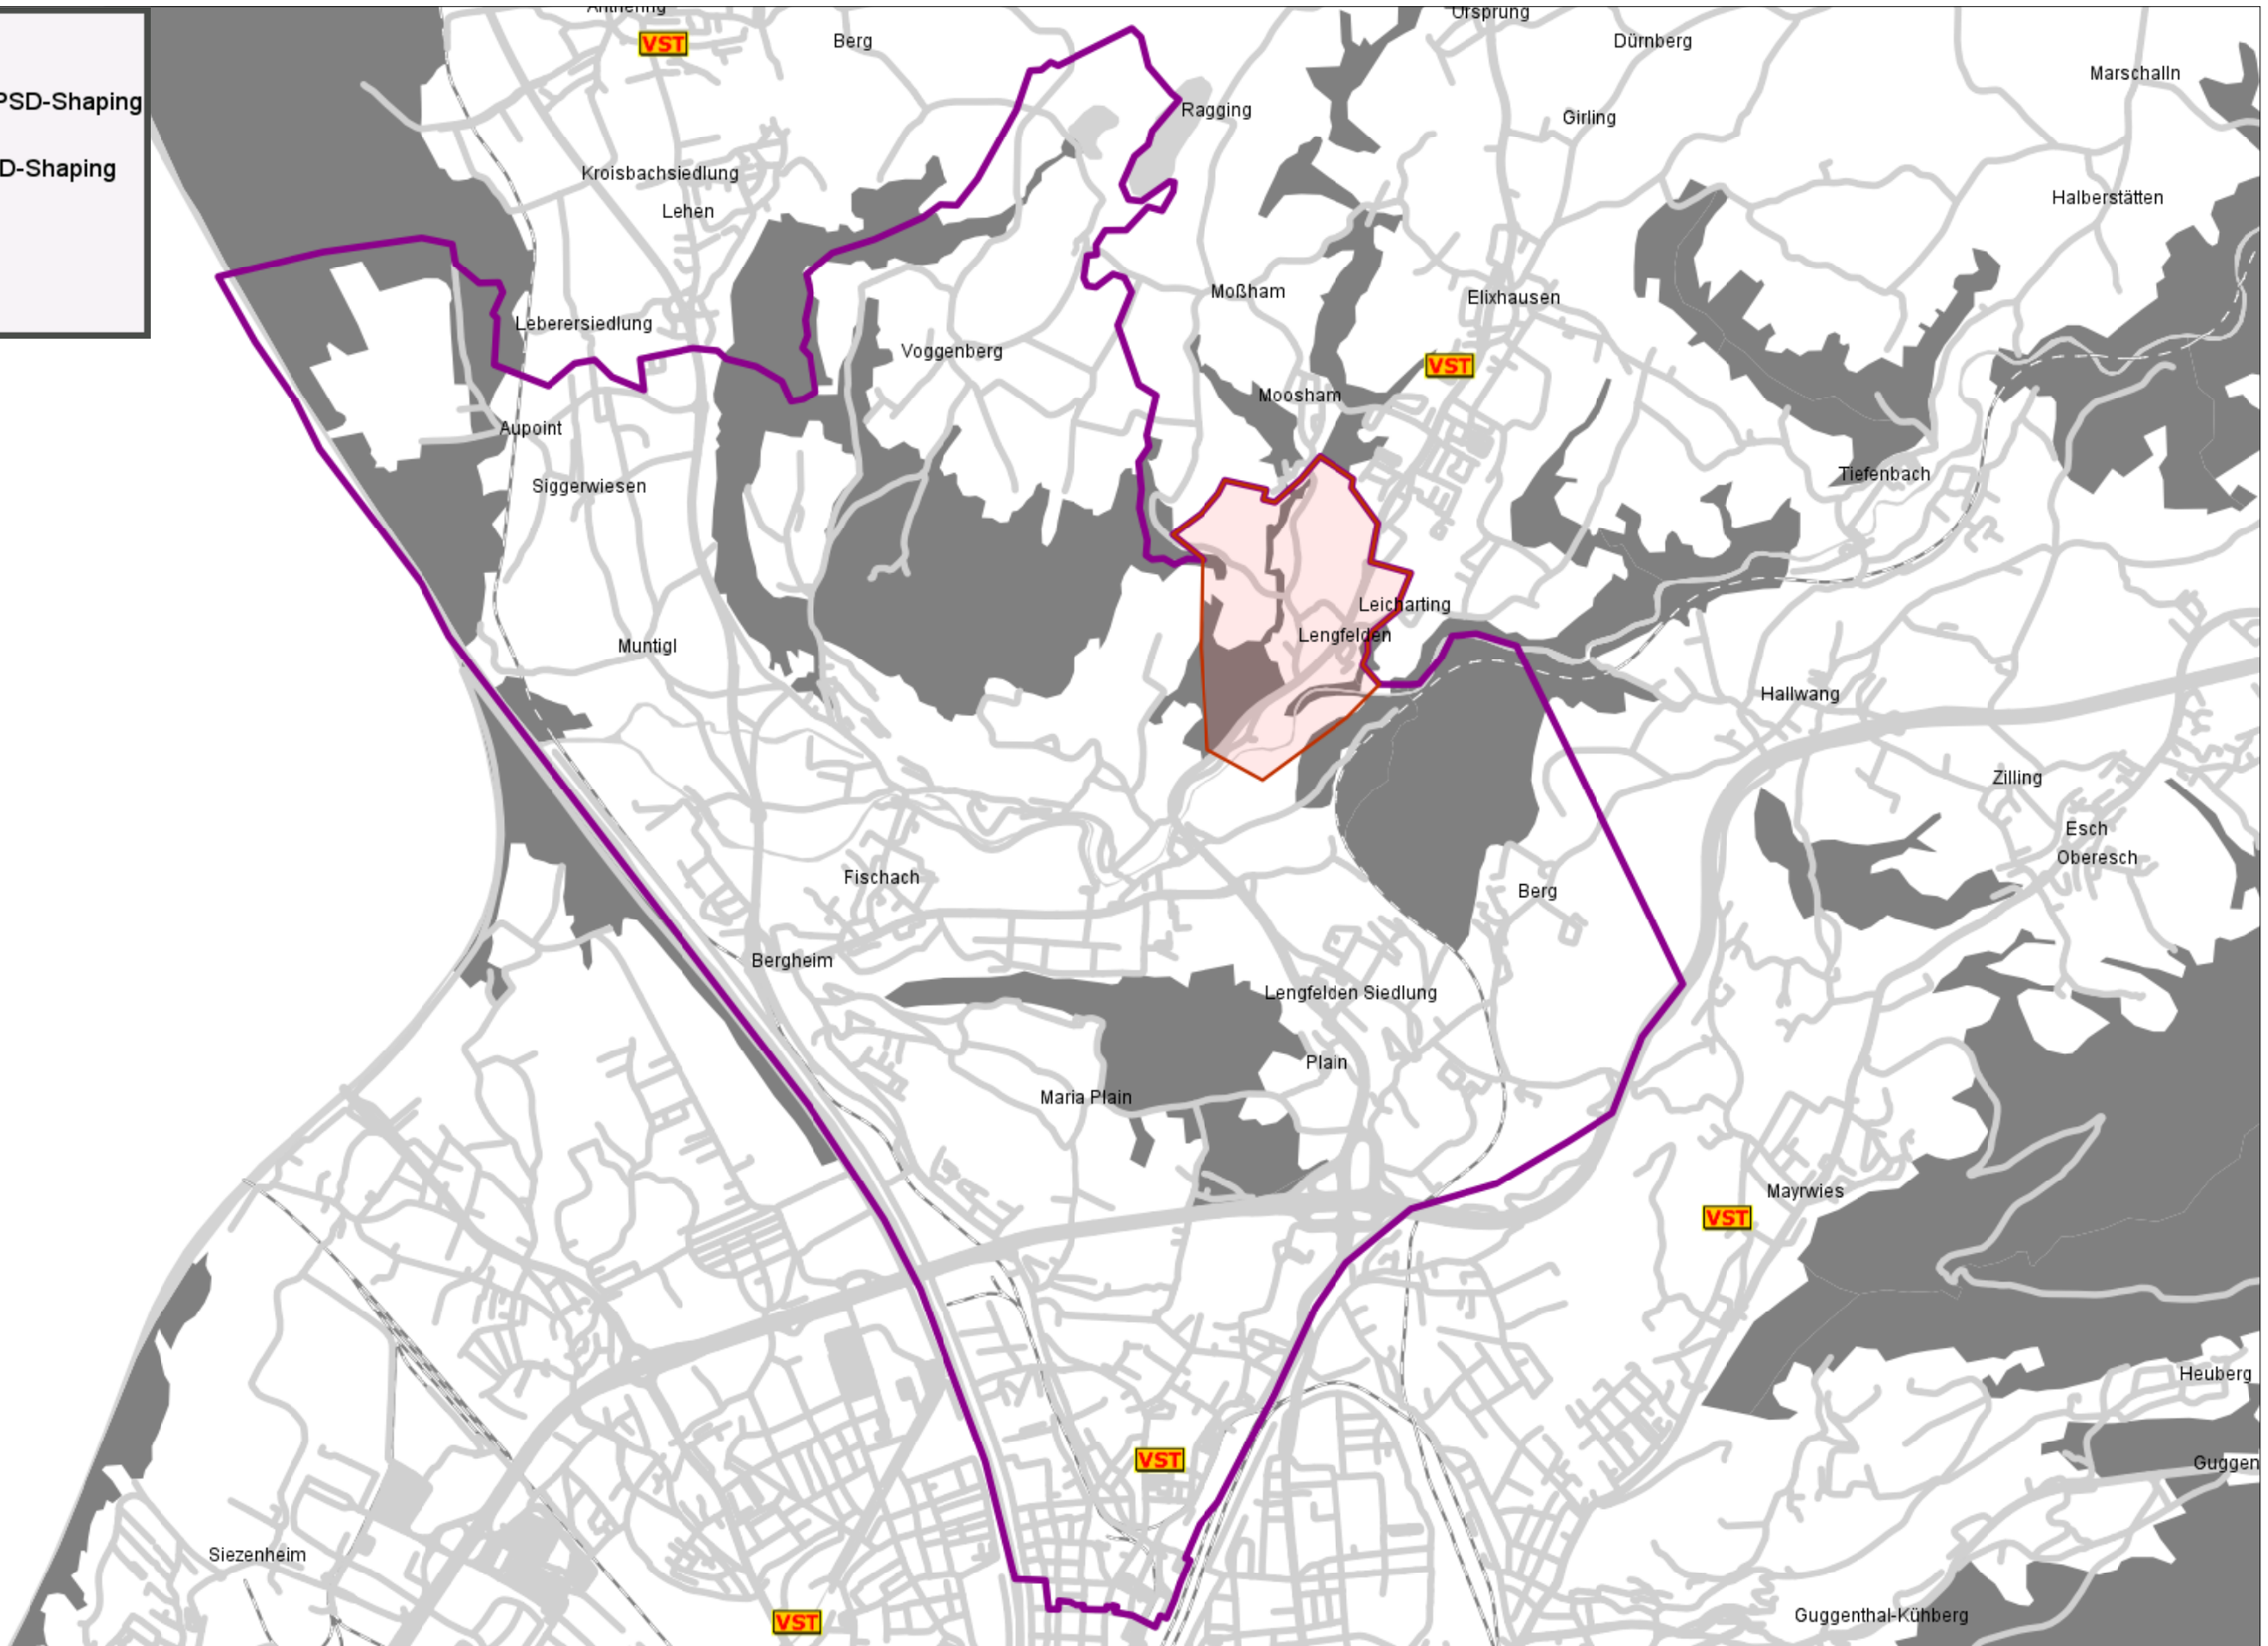 Anthering
Ursprung
VST
Berg
Dürnberg
Marschalln
PSD-Shaping
Ragging
Girling
D-Shaping
Kroisbachsiedlung
Halberstätten
Lehen
Moßham
Elixhausen
Leberersiedlung
Voggenberg
VST
Moosham
Aupoint
Tiefenbach
Siggerwiesen
Leicharting
Lengfelden
Muntigl
Hallwang
Zilling
Esch
Oberesch
Fischach
Berg
Bergheim
Lengfelden Siedlung
Plain
Maria Plain
Mayrwies
VST
Heuberg
VST
Guggen
Siezenheim
VST
Guggenthal-Kühberg